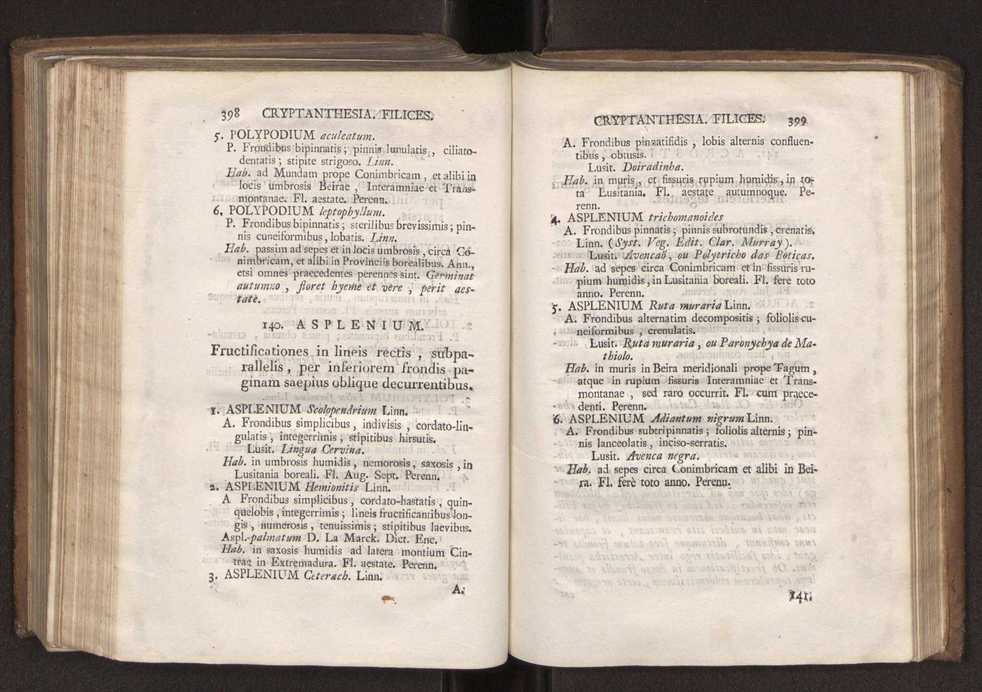 398 CRYPTANTHESIA. FILICES.
5. POLYPODIUM aculeatum.
P. Frondibus bipinnatis; pinnis lunulatis, ciliato-
dentatis; stipite strigoso. Linn.
Hab. ad Mundam prope Conimbricam, et alibi in
locis umbrosis Beirae, Interamniae et Trans-
montanae. Fl. aestate. Perenn.
6. POLYPODIUM leptophyllum.
P. Frondibus bipinnatis; sterilibus brevissimis; pin-
nis cuneiformibus, lobatis. Linn.
Hab. passim ad sepes et in locis umbrosis, circa Co-
nimbricam, et alibi in Provinciis borealibus. Ann.,
etsi omnes praecedentes perennes sint. Germinat
autumno, floret hyeme et vere, perit aes-
tate.
140. ASPLENIUM.
Fructificationes in lineis rectis, subpa-
rallelis, per inferiorem frondis pa-
ginam saepius oblique decurrentibus.
1. ASPLENIUM Scolopendrium Linn.
A. Frondibus simplicibus, indivisis, cordato-lin-
gulatis, integerrimis; stipitibus hirsutis.
Lusit. Lingua Cervina.
Hab. in umbrosis humidis, nemorosis, saxosis, in
Lusitania boreali. Fl. Aug. Sept. Perenn.
2. ASPLENIUM Hemionitis Linn.
A Frondibus simplicibus, cordato-hastatis, quin-
quelobis, integerrimis; lineis fructificantibus lon-
gis, numerosis, tenuissimis; stipitibus laevibus.
Aspl. palmatum D. La Marck. Dict. Enc.
Hab. in saxosis humidis ad latera montium Cin-
trae in Extremadura. Fl. aestate. Perenn.
3. ASPLENIUM Ceterach. Linn.
A.
CRYPTANTHESIA. FILICES. 399
A. Frondibus pinnatifidis, lobis alternis confluen-
tibus, obtusis.
Lusit. Doiradinha.
Hab. in muris, et fissuris rupium humidis, in to-
ta Lusitania. Fl. aestate autumnoque. Pe-
renn.
4. ASPLENIUM trichomanoides
A. Frondibus pinnatis; pinnis subrotundis, crenatis.
Linn. (Syst. Veg. Edit. Clar. Murray).
Lusit. Avencaõ, ou Polytricho das Boticas.
Hab. ad sepes circa Conimbricam et in fissuris ru-
pium humidis, in Lusitania boreali. Fl. fere toto
anno. Perenn.
5. ASPLENIUM Ruta muraria Linn.
A. Frondibus alternatim decompositis; foliolis cu-
neiformibus, crenulatis.
Lusit. Ruta muraria, ou Paronychya de Ma-
thiolo.
Hab. in muris in Beira meridionali prope Tagum,
atque in rupium fissuris Interamniae et Trans-
montanae, sed raro occurrit. Fl. cum praece-
denti. Perenn.
6. ASPLENIUM Adiantum nigrum Linn.
A. Frondibus subtripinnatis; foliolis alternis; pin-
nis lanceolatis, inciso-serratis.
Lusit. Avenca negra.
Hab. ad sepes circa Conimbricam et alibi in Bei-
ra. Fl. ferè toto anno. Perenn.
141.